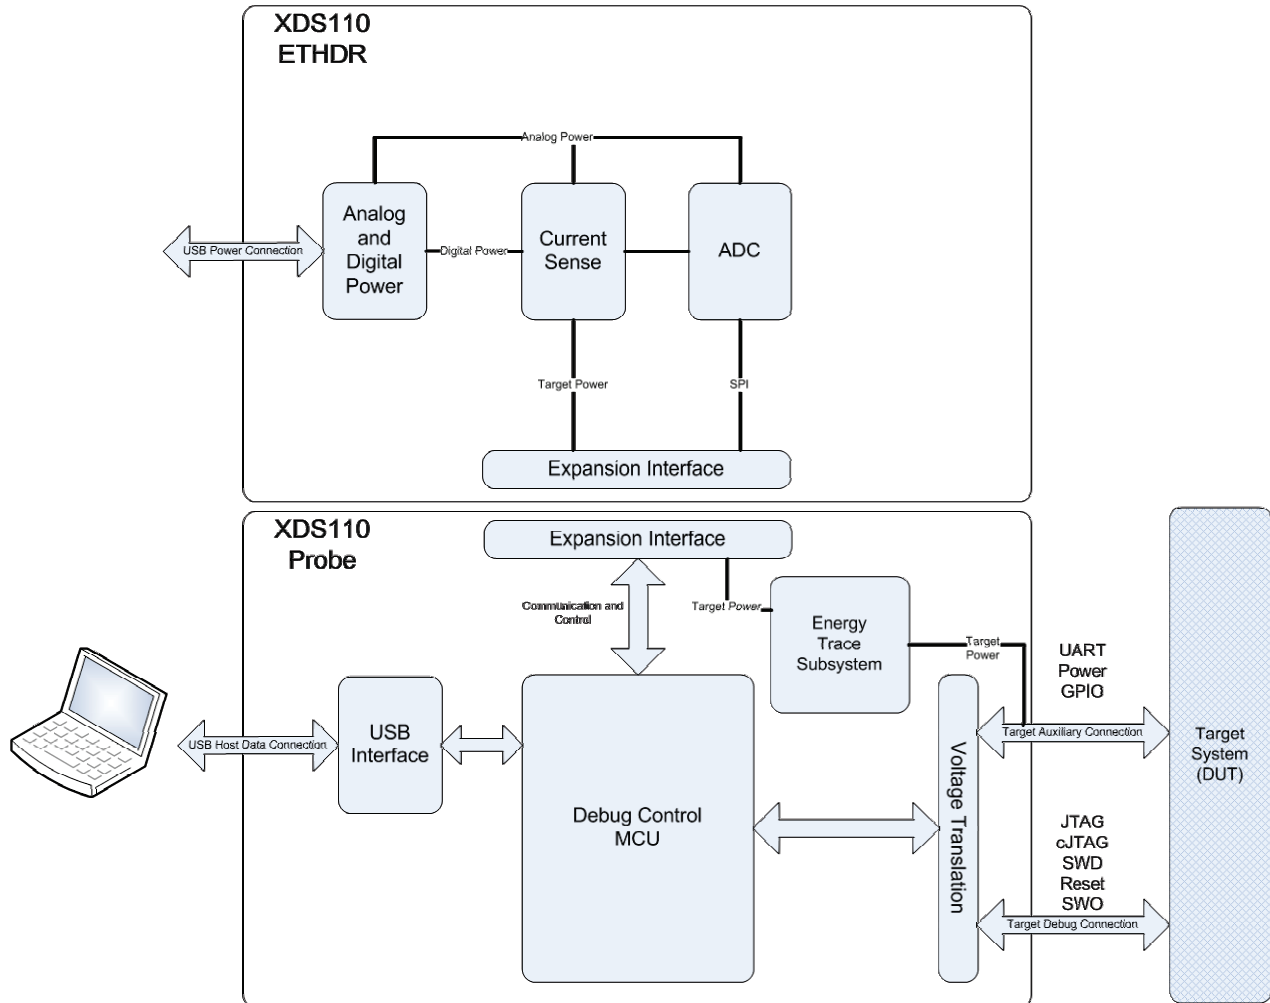 XDS110
ETHDR
Analog Power
Analog
and
Digital
Power
USB Power Connection
Digital Power
Current
Sense
ADC
Target Power
SPI
Expansion Interface
XDS110
Probe
Expansion Interface
Communication and
Control
Target Power
Energy
Trace
Subsystem
Target
Power
UART
Power
GPIO
USB Host Data Connection
USB
Interface
Debug Control
MCU
Voltage Translation
Target Auxiliary Connection
Target
System
(DUT)
JTAG
cJTAG
SWD
Reset
SWO
Target Debug Connection